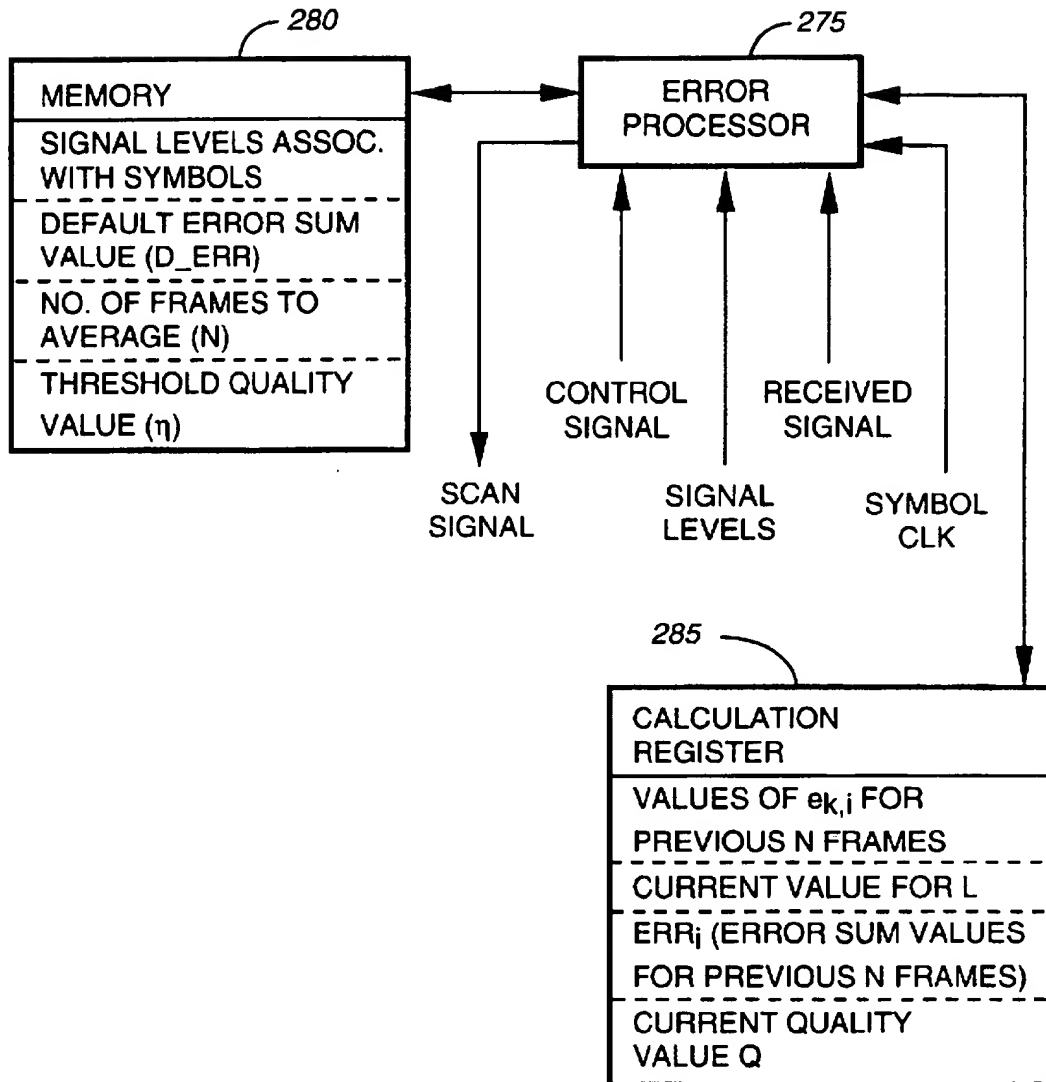 280
MEMORY
SIGNAL LEVELS ASSOC.
WITH SYMBOLS
DEFAULT ERROR SUM
VALUE (D_ERR)
NO. OF FRAMES TO
AVERAGE (N)
THRESHOLD QUALITY
VALUE (η)
275
ERROR
PROCESSOR
SCAN
SIGNAL
CONTROL
SIGNAL
SIGNAL
LEVELS
RECEIVED
SIGNAL
SYMBOL
CLK
285
CALCULATION
REGISTER
VALUES OF ek,i FOR
PREVIOUS N FRAMES
CURRENT VALUE FOR L
ERRi (ERROR SUM VALUES
FOR PREVIOUS N FRAMES)
CURRENT QUALITY
VALUE Q